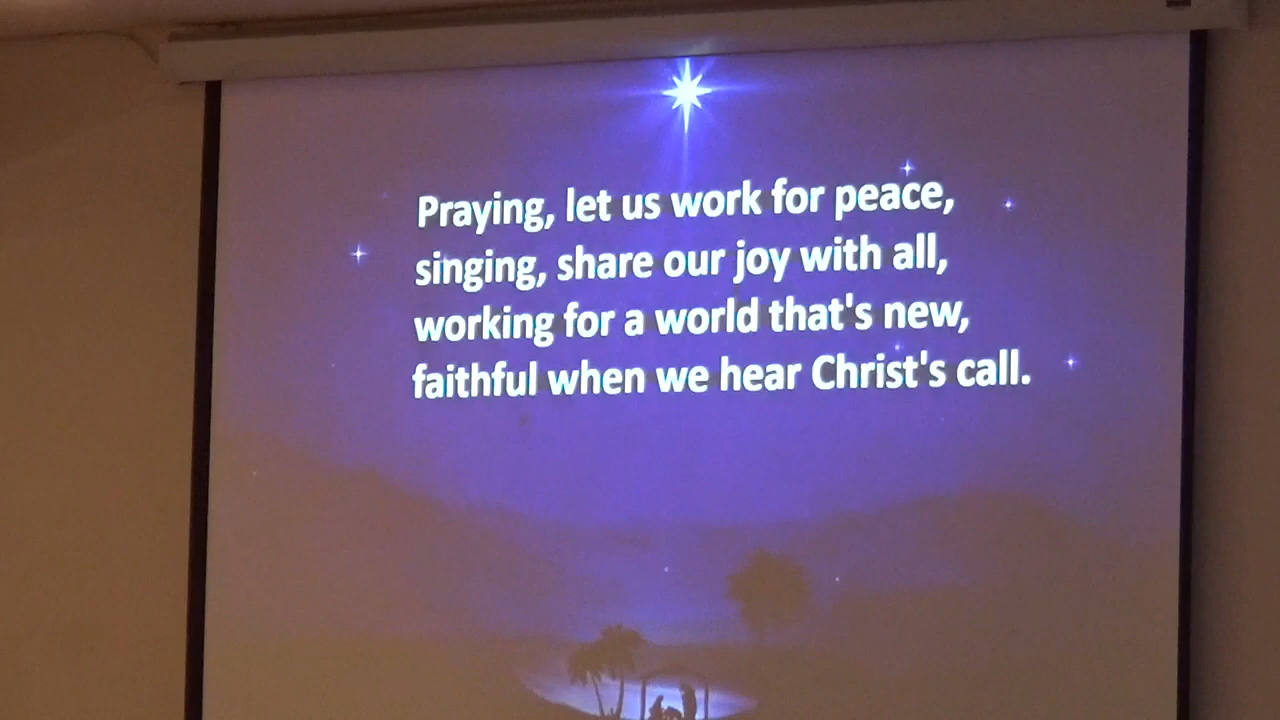 Praying, let us work for peace,
singing, share our joy with all,
working for a world that's new,
faithful when we hear Christ's call.